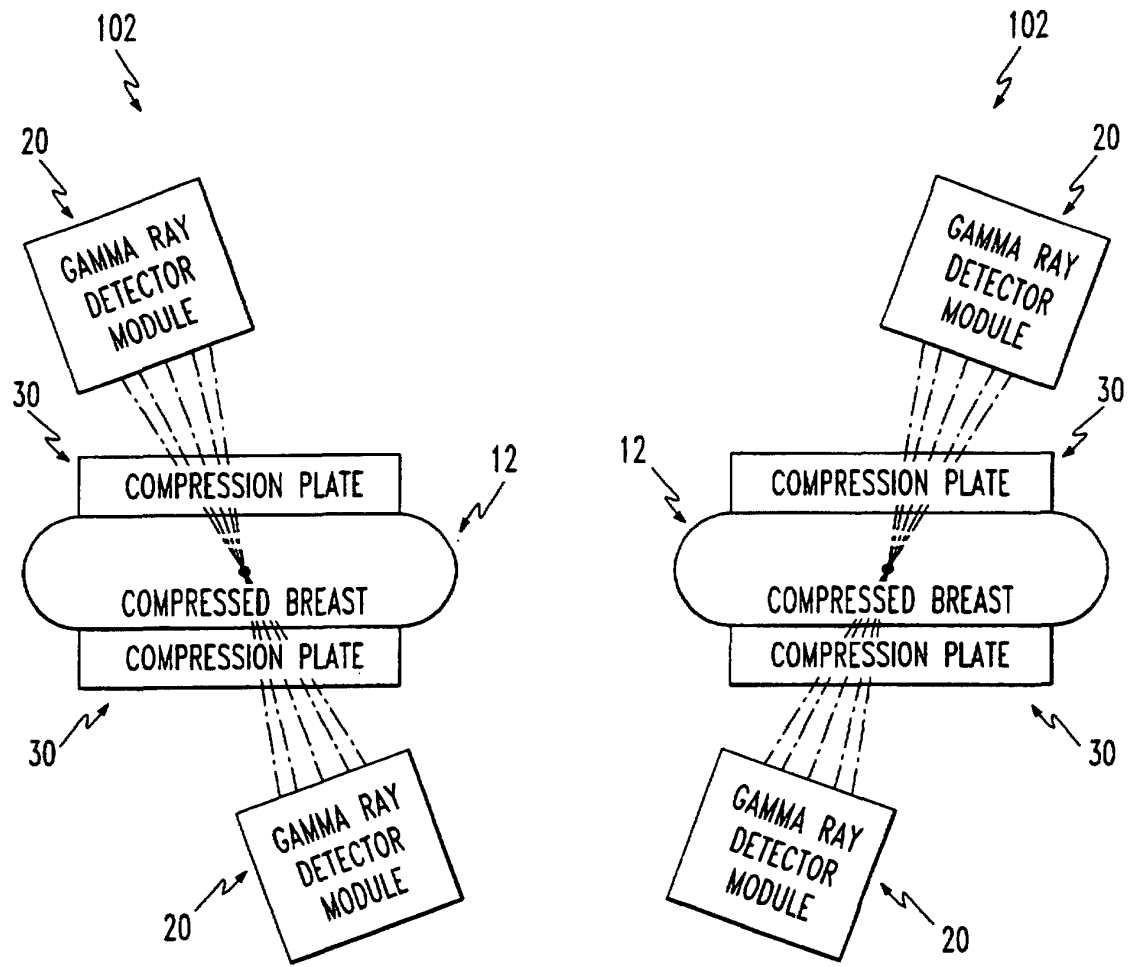 102
20
GAMMA RAY
DETECTOR
MODULE
30
COMPRESSION PLATE
12
COMPRESSED BREAST
COMPRESSION PLATE
30
GAMMA RAY
DETECTOR
MODULE
20
102
20
GAMMA RAY
DETECTOR
MODULE
30
COMPRESSION PLATE
12
COMPRESSED BREAST
COMPRESSION PLATE
30
GAMMA RAY
DETECTOR
MODULE
20